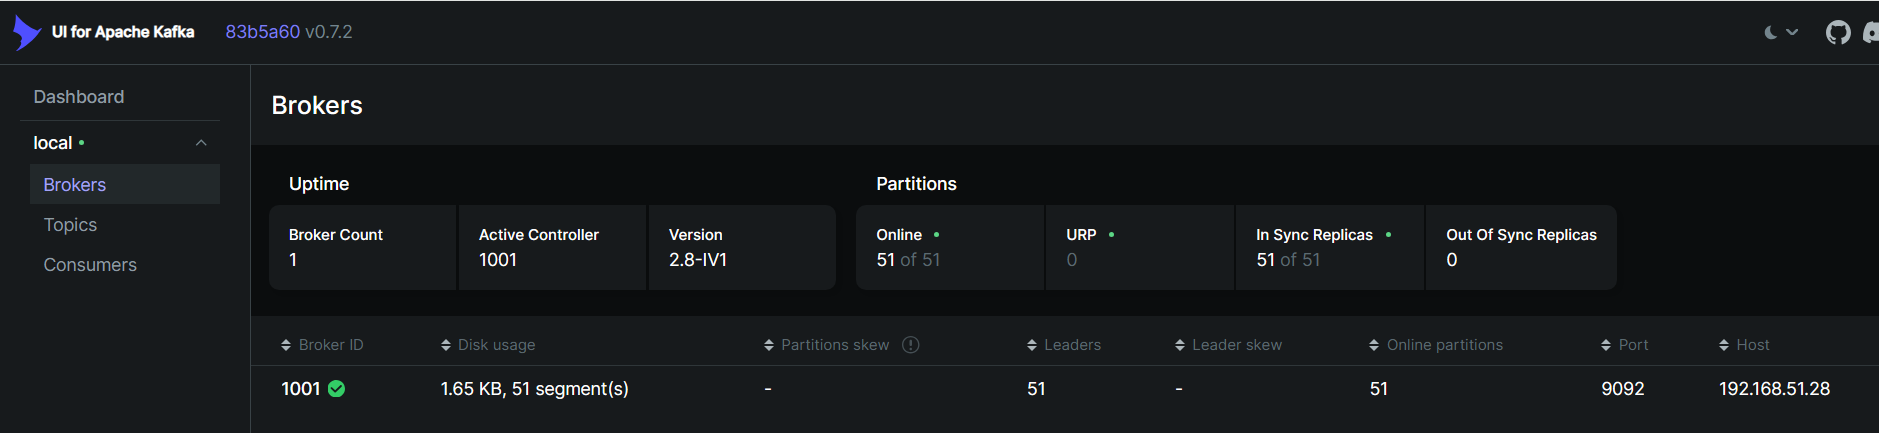 UI for Apache Kafka 83b5a60 v0.7.2
Dashboard
local
Brokers
Topics
Consumers
Brokers
Uptime
Broker Count
1
Active Controller
1001
Version
2.8-IV1
Partitions
Online
51 of 51
URP
0
In Sync Replicas
51 of 51
Out Of Sync Replicas
0
Broker ID Disk usage Partitions skew Leaders Leader skew Online partitions Port Host
1001 1.65 KB, 51 segment(s) - 51 - 51 9092 192.168.51.28